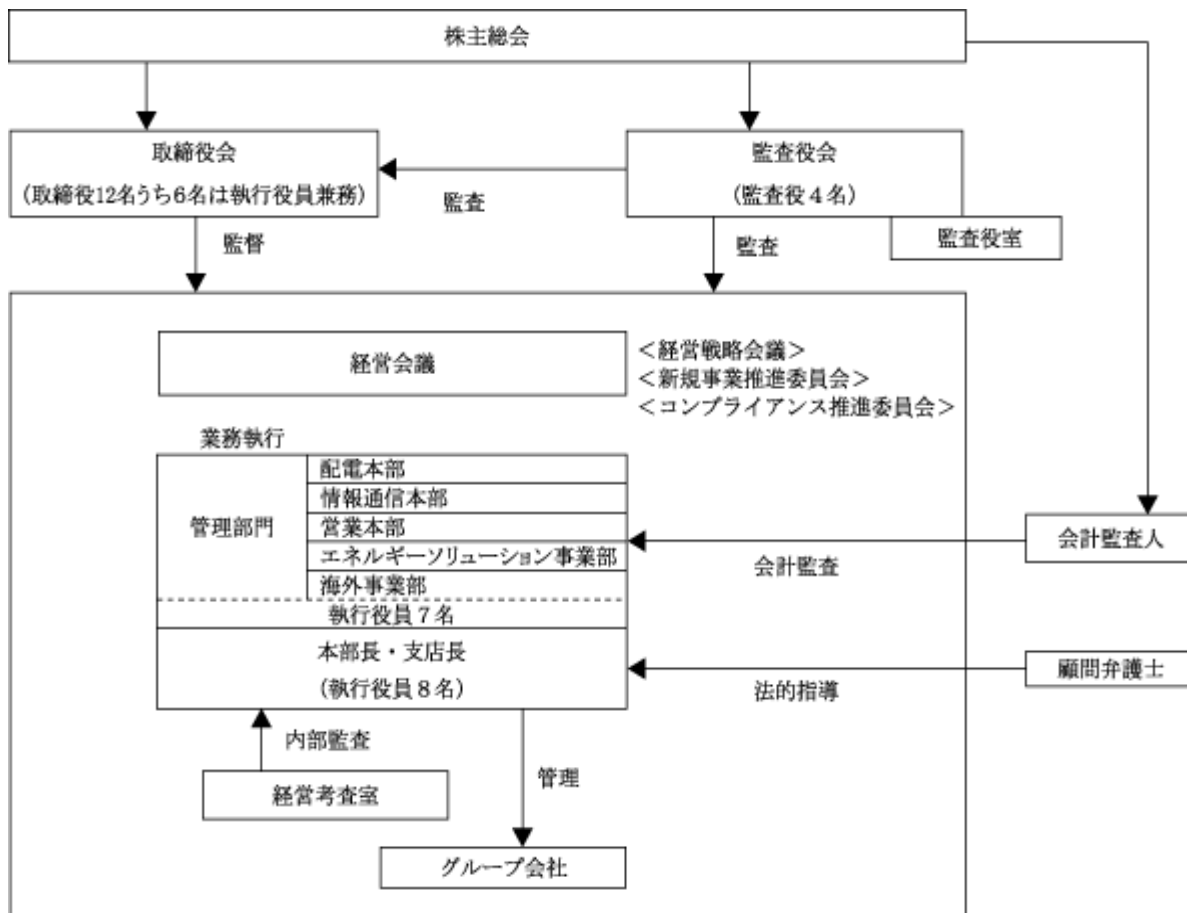 株主総会
取締役会
(取締役12名うち6名は執行役員兼務)
監査
監査役会
(監査役4名)
監査役室
監督
監査
経営会議
＜経営戦略会議＞
＜新規事業推進委員会＞
＜コンプライアンス推進委員会＞
業務執行
管理部門
配電本部
情報通信本部
営業本部
エネルギーソリューション事業部
海外事業部
執行役員7名
本部長・支店長
(執行役員8名)
会計監査
会計監査人
法的指導
顧問弁護士
内部監査
経営考査室
管理
グループ会社